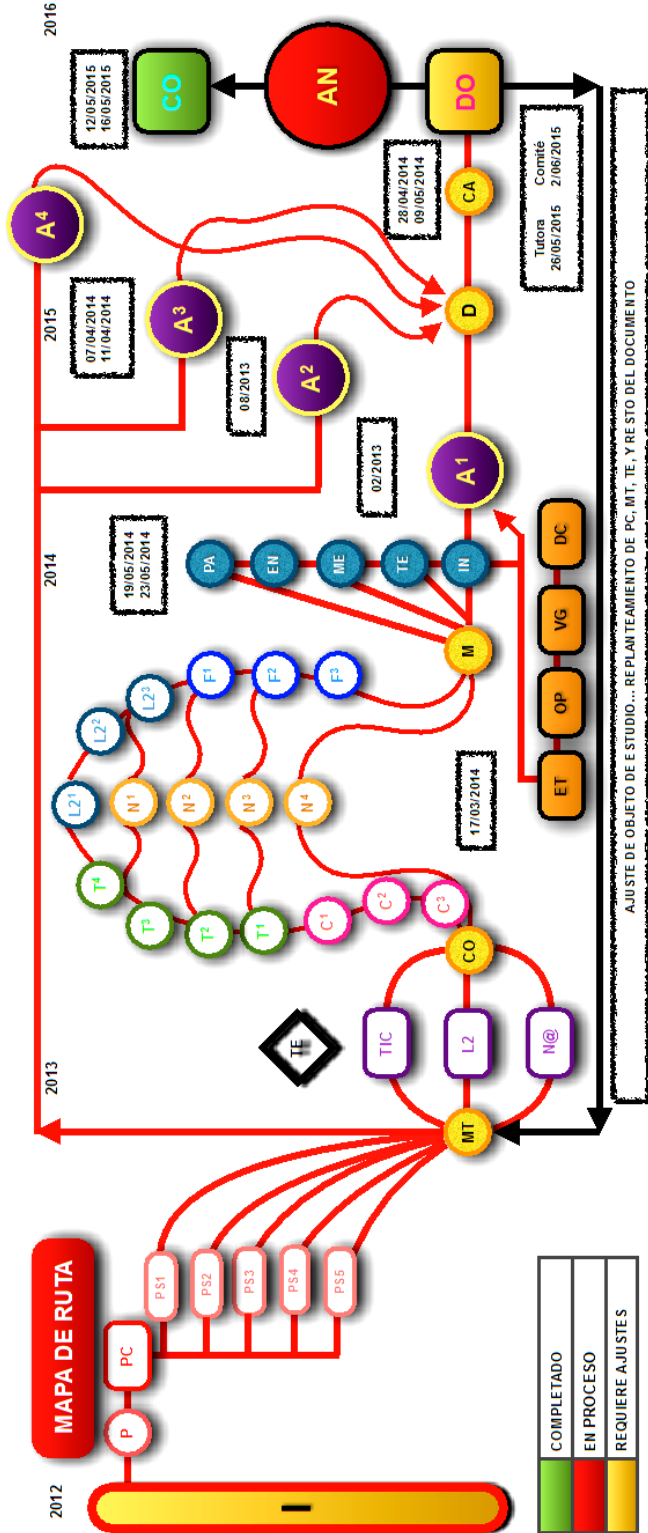 MAPA DE RUTA
2012
2013
2014
2015
2016
I
P
PC
PS1
PS2
PS3
PS4
PS5
MT
TE
TIC
L2
N@
CO
C¹
C²
C³
T¹
T²
T³
T⁴
L2¹
L2²
L2³
F¹
F²
F³
N¹
N²
N³
N⁴
17/03/2014
M
PA
EN
ME
TE
IN
19/05/2014
23/05/2014
ET
OP
VG
DC
A¹
02/2013
A²
08/2013
A³
07/04/2014
11/04/2014
A⁴
D
CA
28/04/2014
09/05/2014
DO
AN
CO
12/05/2015
16/05/2015
Tutora Comité
26/05/2015 2/06/2015
AJUSTE DE OBJETO DE ESTUDIO... REPLANTEAMIENTO DE PC, MT, TE, Y RESTO DEL DOCUMENTO
COMPLETADO
EN PROCESO
REQUIERE AJUSTES